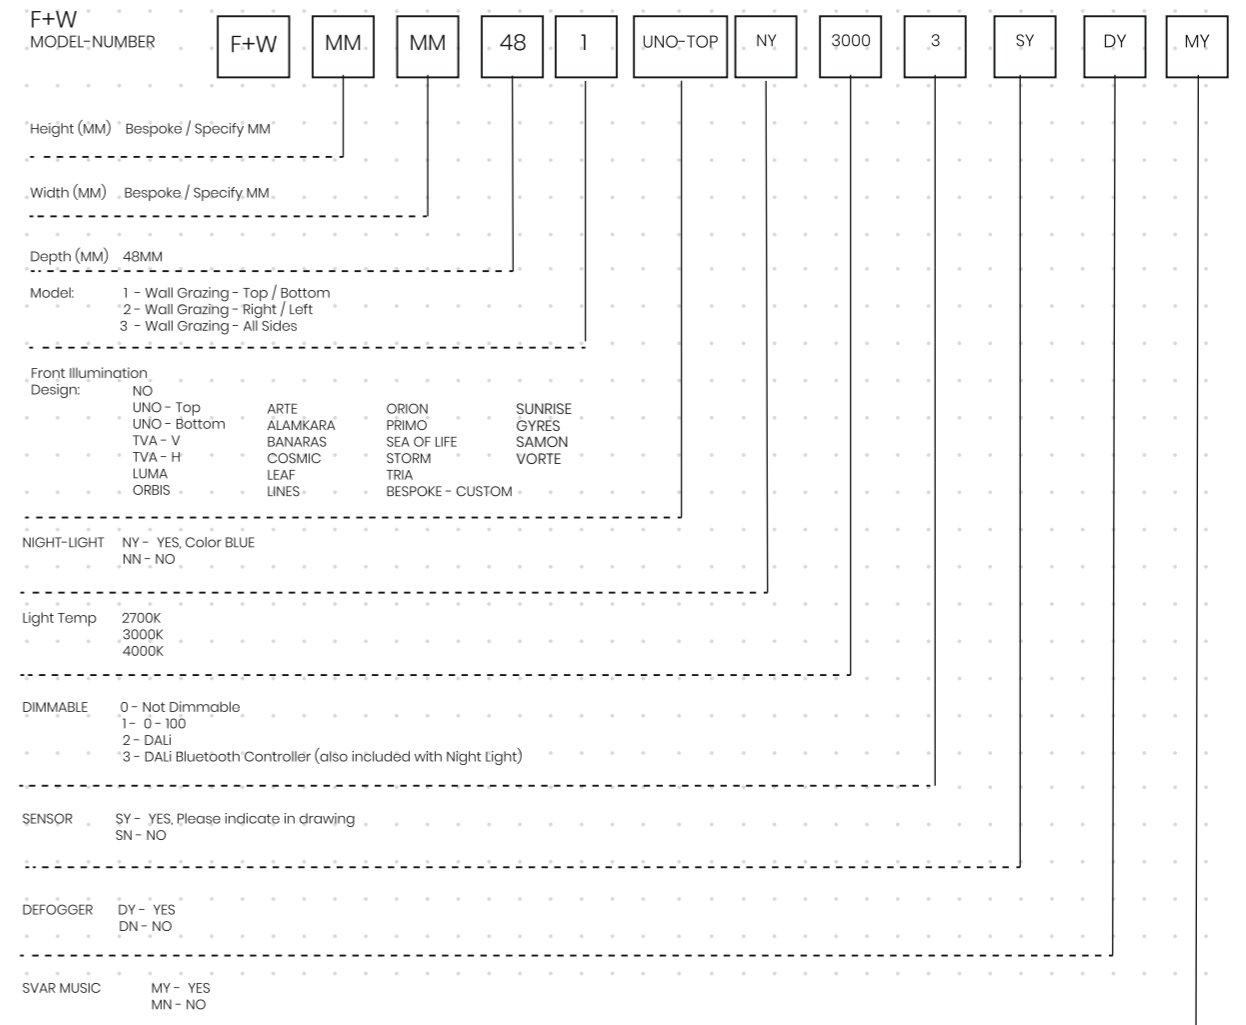 F+W
MODEL-NUMBER
F+W MM MM 48 1 UNO-TOP NY 3000 3 SY DY MY
Height (MM) Bespoke / Specify MM
Width (MM) Bespoke / Specify MM
Depth (MM) 48MM
Model: 1 - Wall Grazing - Top / Bottom
2 - Wall Grazing - Right / Left
3 - Wall Grazing - All Sides
Front Illumination
Design:
NO
UNO - Top ARTE ORION SUNRISE
UNO - Bottom ALAMKARA PRIMO GYRES
TVA - V BANARAS SEA OF LIFE SAMON
TVA - H COSMIC STORM VORTE
LUMA LEAF TRIA
ORBIS LINES BESPOKE - CUSTOM
NIGHT-LIGHT NY - YES, Color BLUE
NN - NO
Light Temp 2700K
3000K
4000K
DIMMABLE 0 - Not Dimmable
1 - 0 - 100
2 - DALi
3 - DALi Bluetooth Controller (also included with Night Light)
SENSOR SY - YES, Please indicate in drawing
SN - NO
DEFOGGER DY - YES
DN - NO
SVAR MUSIC MY - YES
MN - NO